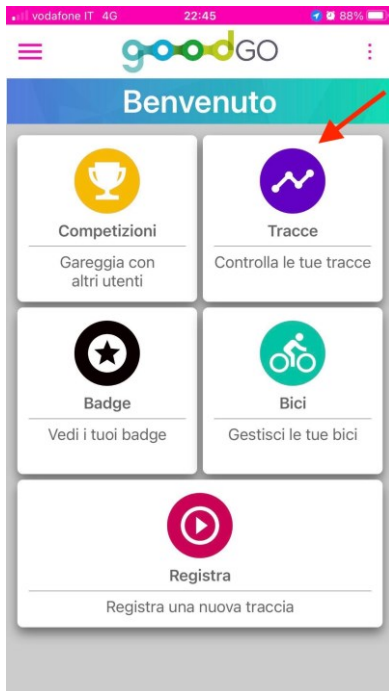 vodafone IT 4G 22:45 88%
goodGO
Benvenuto
Competizioni
Gareggia con
altri utenti
Tracce
Controlla le tue tracce
Badge
Vedi i tuoi badge
Bici
Gestisci le tue bici
Registra
Registra una nuova traccia